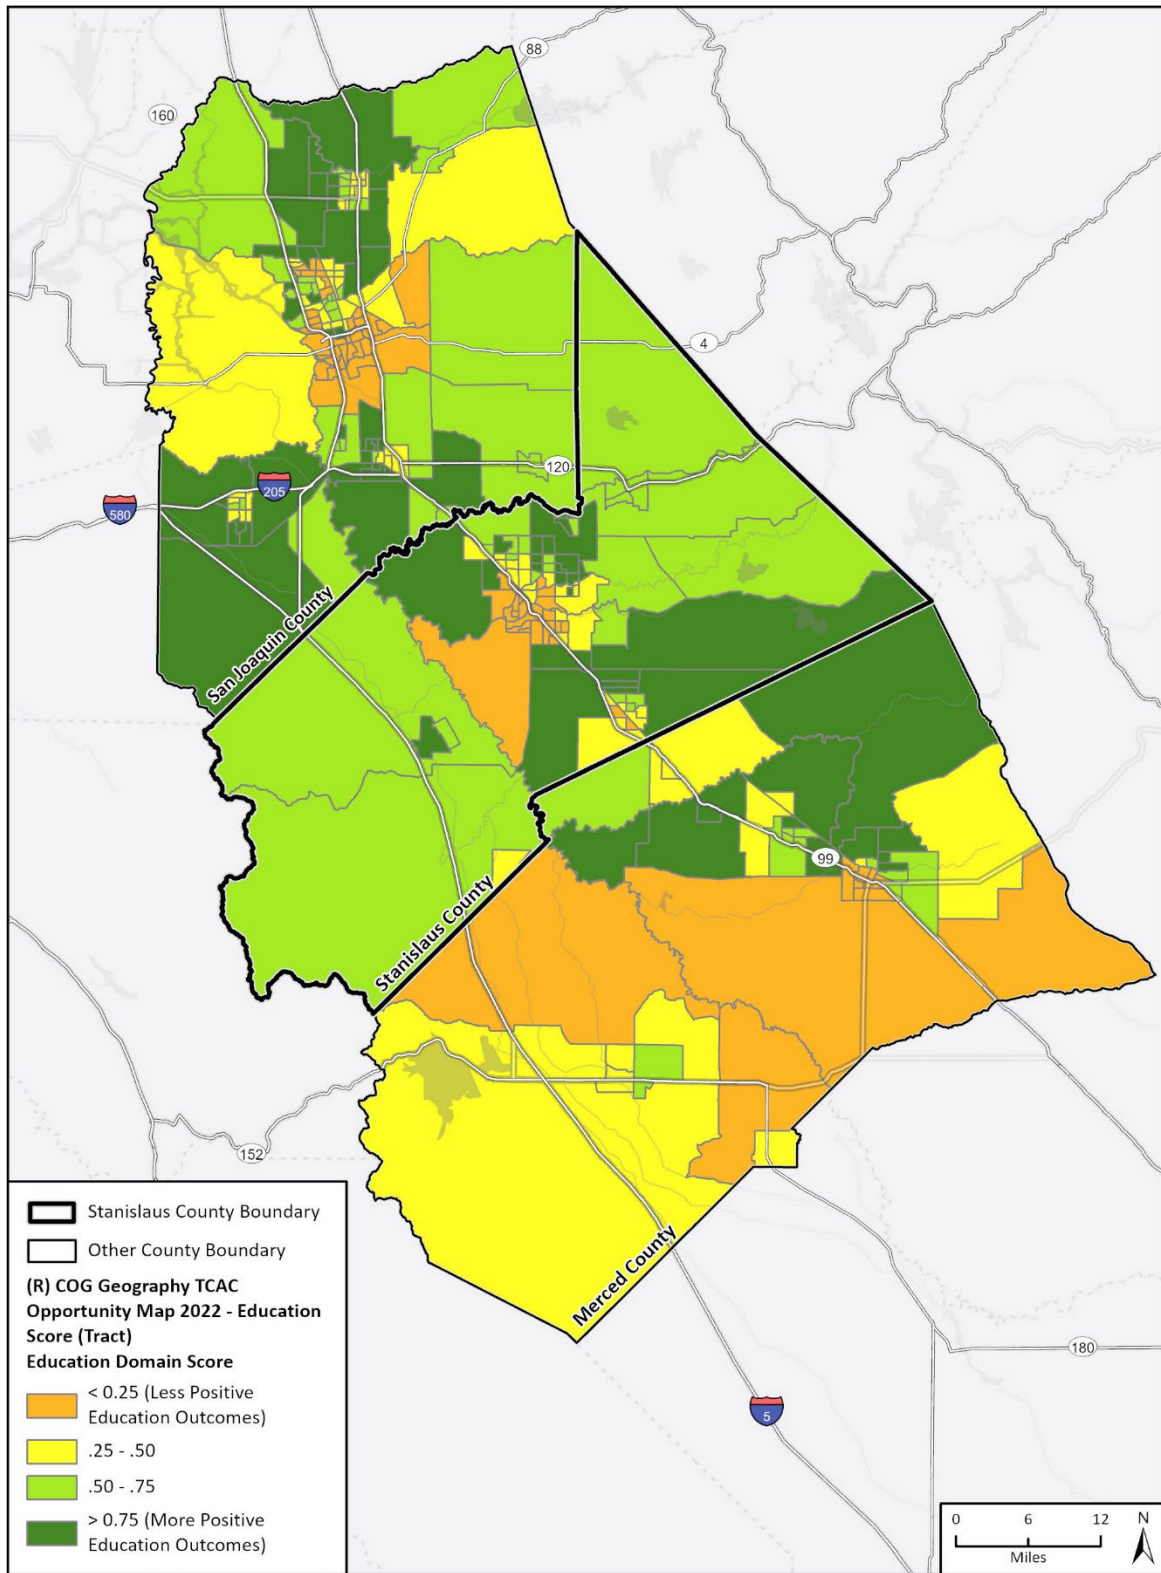 88
160
4
120
205
580
San Joaquin County
99
Stanislaus County
152
Merced County
180
5
Stanislaus County Boundary
Other County Boundary
(R) COG Geography TCAC
Opportunity Map 2022 - Education
Score (Tract)
Education Domain Score
< 0.25 (Less Positive
Education Outcomes)
.25 - .50
.50 - .75
> 0.75 (More Positive
Education Outcomes)
0 6 12 N
Miles